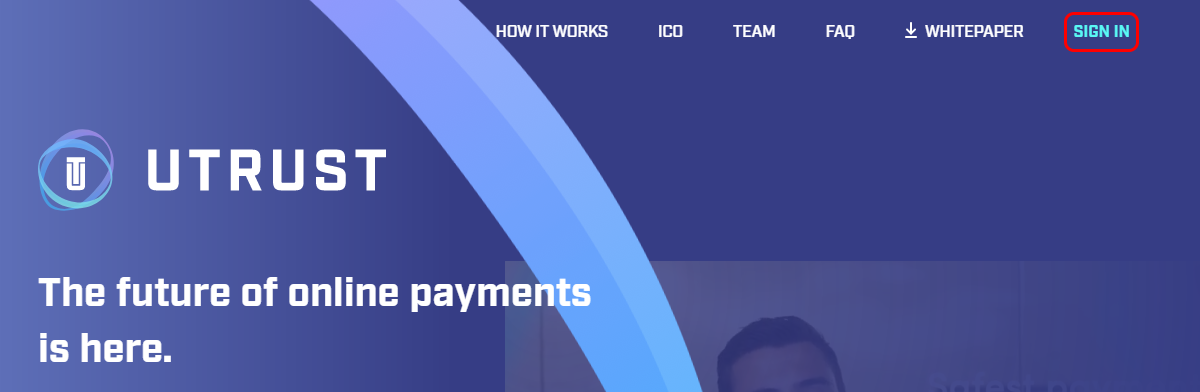 HOW IT WORKS
ICO
TEAM
FAQ
WHITEPAPER
SIGN IN
UTRUST
The future of online payments
is here.